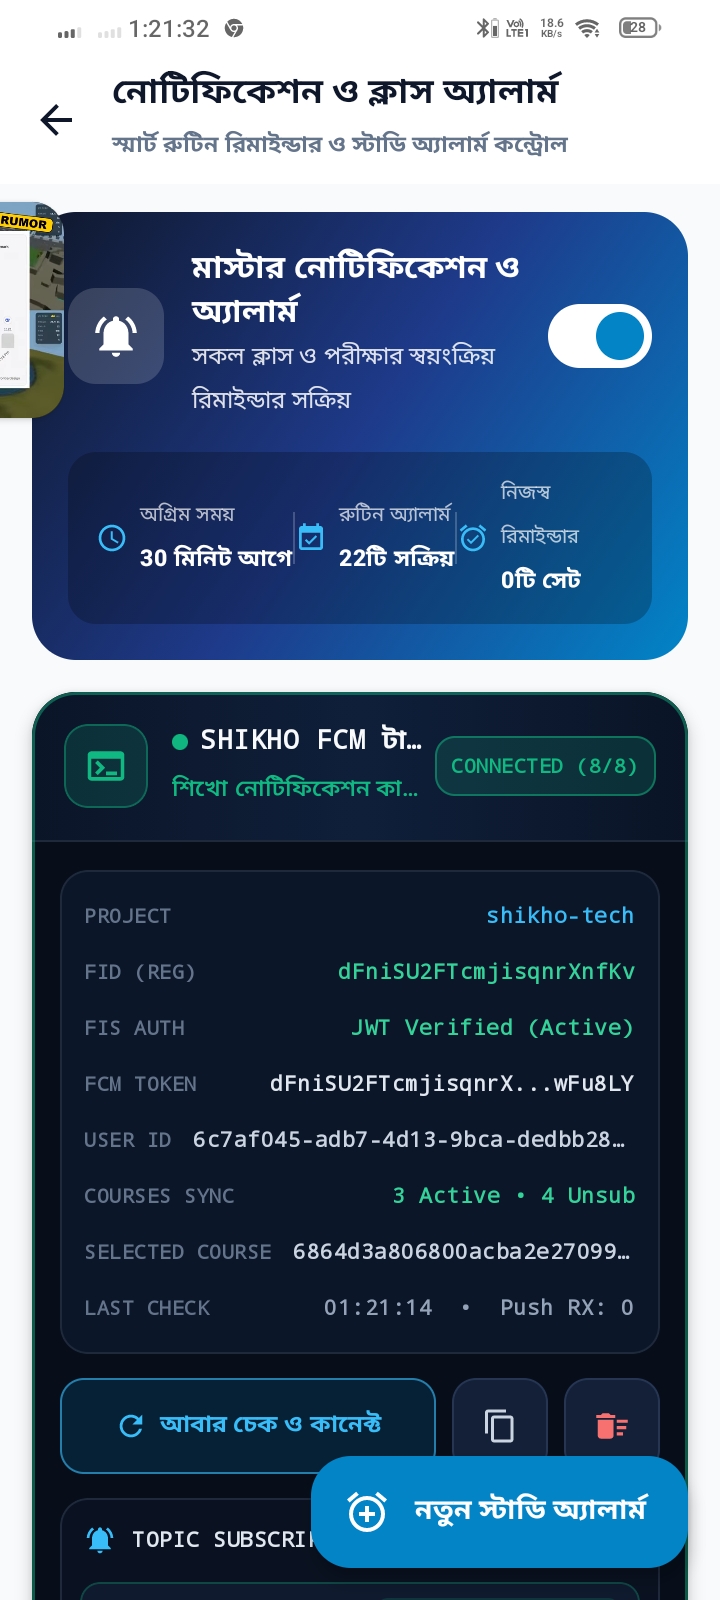 1:21:32
Vo))
LTE1
18.6
KB/s
28
নোটিফিকেশন ও ক্লাস অ্যালার্ম
স্মার্ট রুটিন রিমাইন্ডার ও স্টাডি অ্যালার্ম কন্ট্রোল
RUMOR
মাস্টার নোটিফিকেশন ও
অ্যালার্ম
সকল ক্লাস ও পরীক্ষার স্বয়ংক্রিয়
রিমাইন্ডার সক্রিয়
অগ্রিম সময়
30 মিনিট আগে
রুটিন অ্যালার্ম
22টি সক্রিয়
নিজস্ব
রিমাইন্ডার
0টি সেট
SHIKHO FCM টা...
শিখো নোটিফিকেশন কা...
CONNECTED (8/8)
PROJECT shikho-tech
FID (REG) dFniSU2FTcmjisqnrXnfKv
FIS AUTH JWT Verified (Active)
FCM TOKEN dFniSU2FTcmjisqnrX...wFu8LY
USER ID 6c7af045-adb7-4d13-9bca-dedbb28...
COURSES SYNC 3 Active • 4 Unsub
SELECTED COURSE 6864d3a806800acba2e27099...
LAST CHECK 01:21:14 • Push RX: 0
আবার চেক ও কানেক্ট
নতুন স্টাডি অ্যালার্ম
TOPIC SUBSCRI